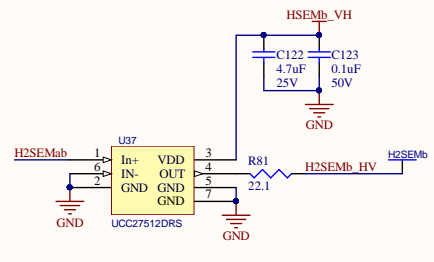 HSEMb_VH
C122
4.7uF
25V
C123
0.1uF
50V
GND
U37
H2SEMab
1
In+
VDD
3
6
IN-
OUT
4
2
GND
GND
5
GND
7
UCC27512DRS
GND
GND
R81
22.1
H2SEMb_HV
H2SEMb